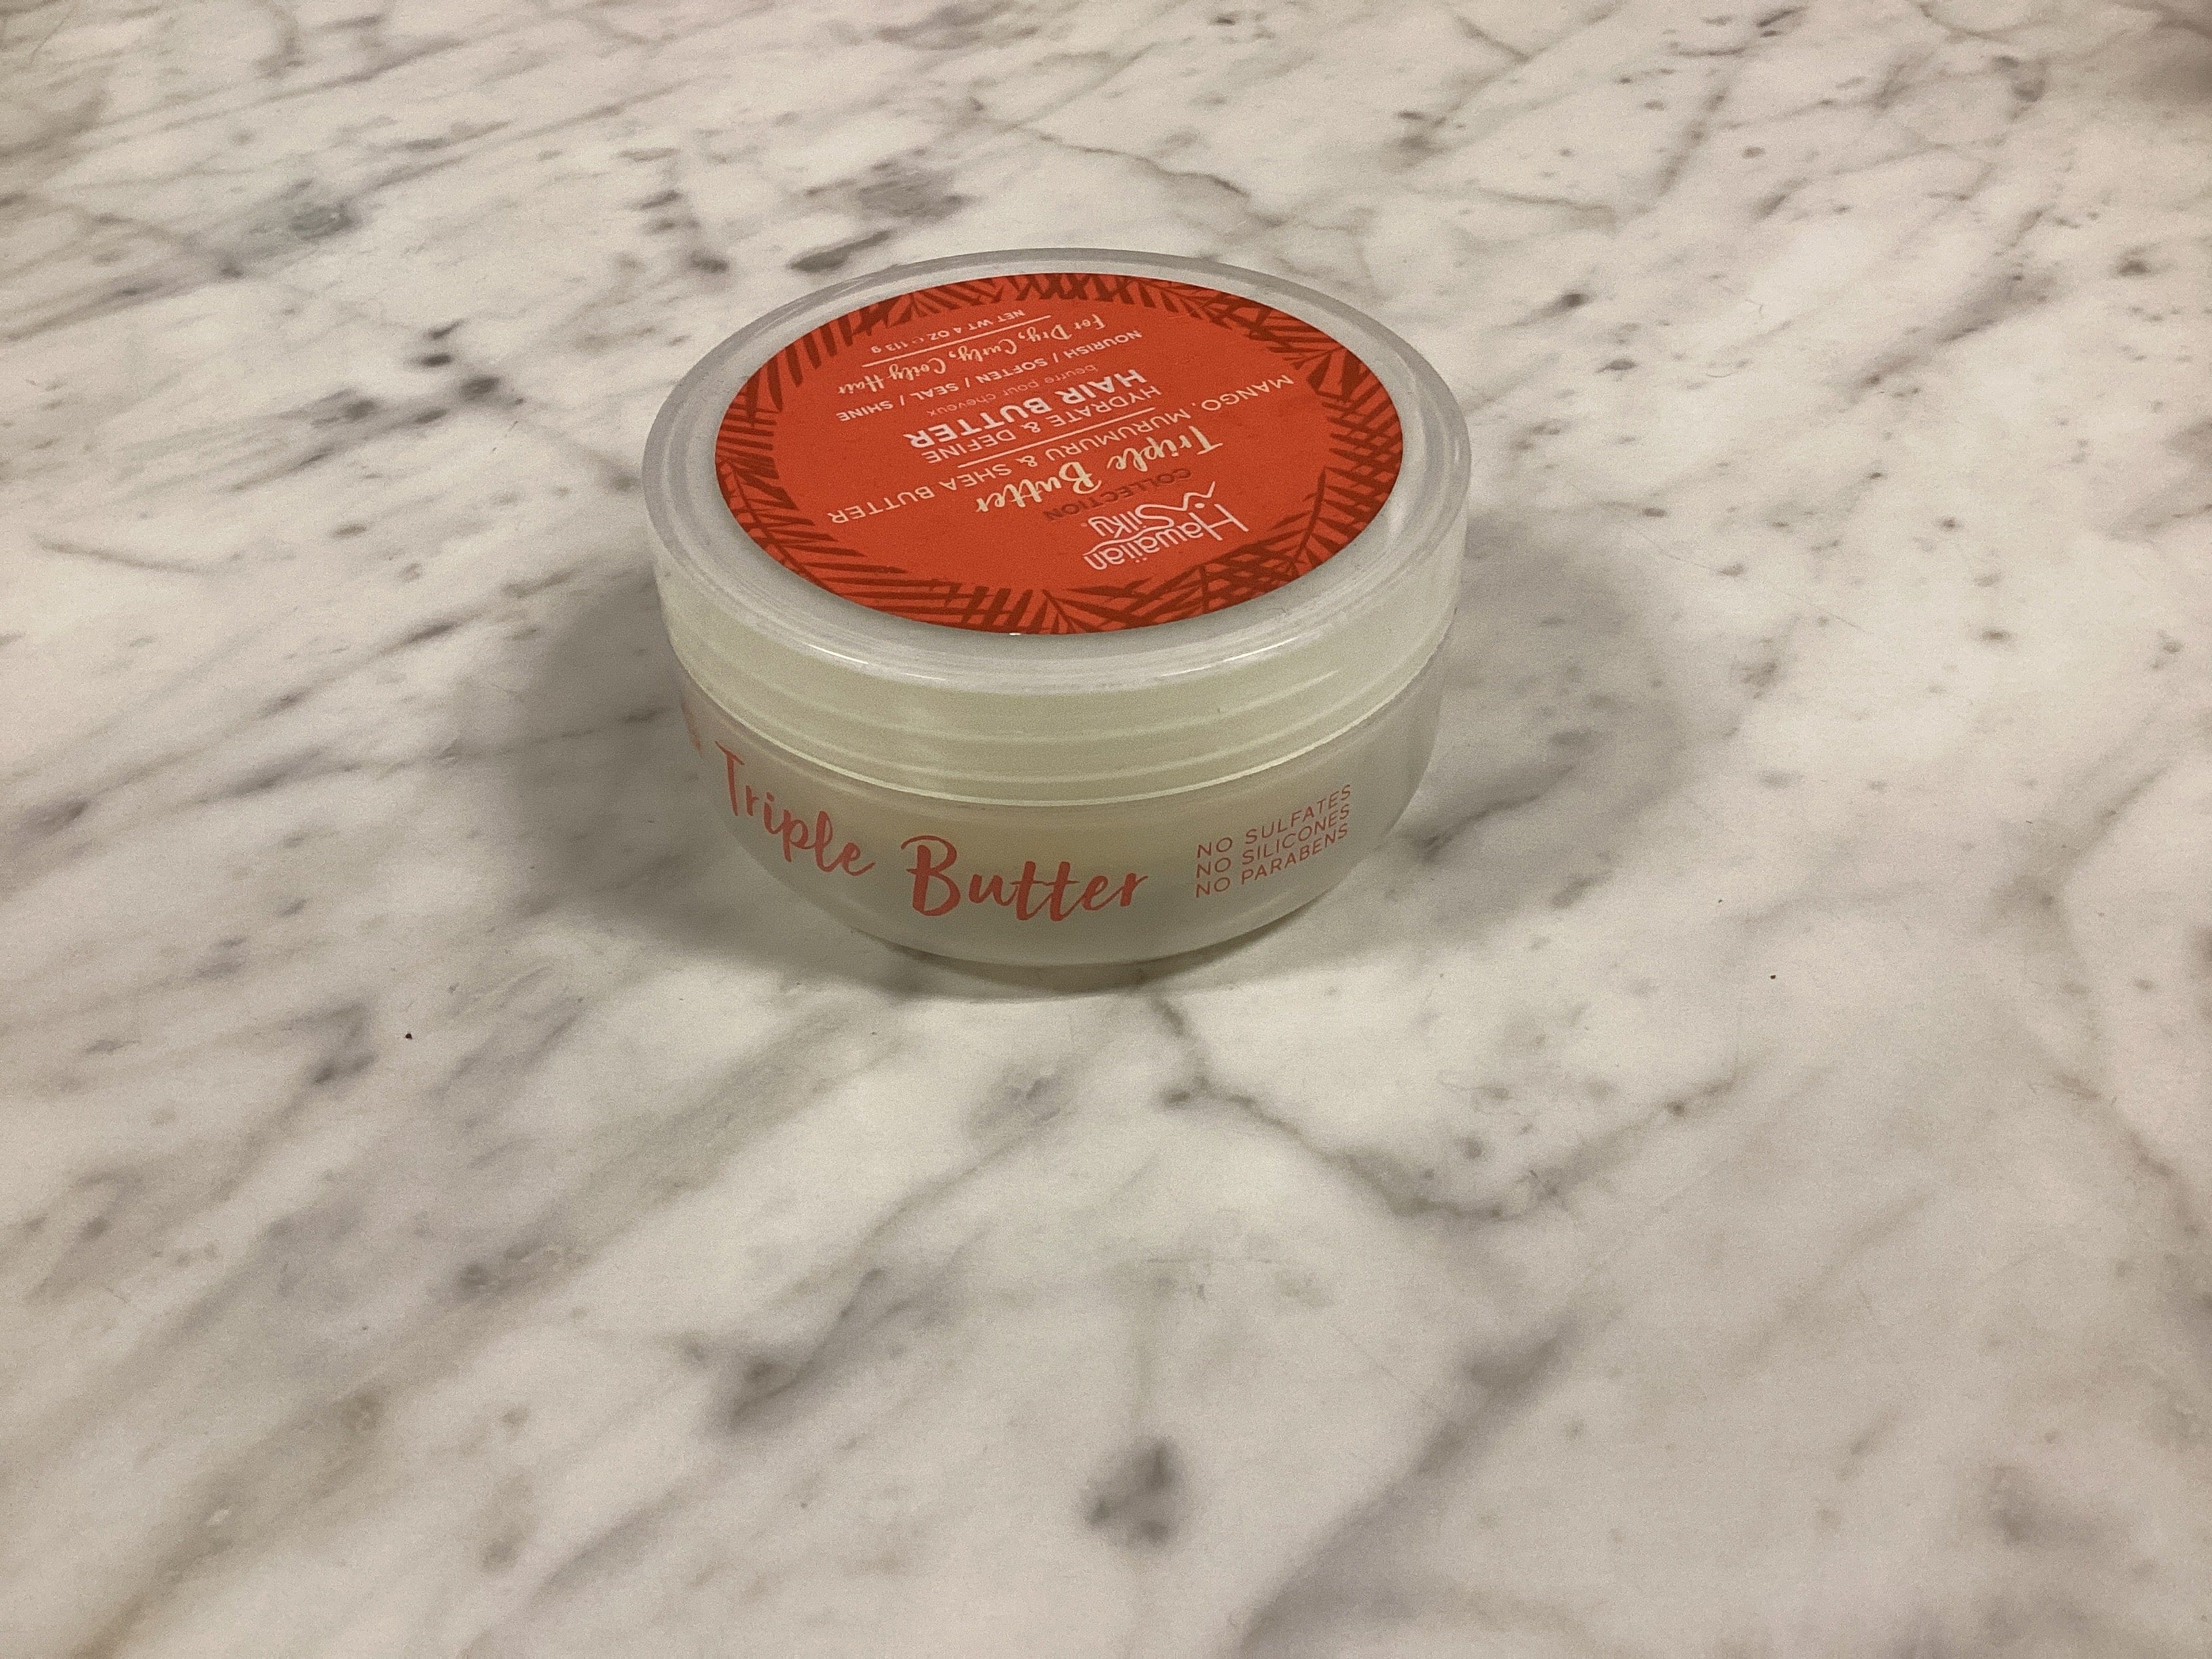 Hawaiian
Silky
COLLECTION
Triple Butter
MANGO, MURUMURU & SHEA BUTTER
HYDRATE & DEFINE
HAIR BUTTER
beurre pour cheveux
NOURISH / SOFTEN / SEAL / SHINE
For Dry, Curly, Coily Hair
NET WT 4 OZ 113 g
Triple Butter
NO SULFATES
NO SILICONES
NO PARABENS